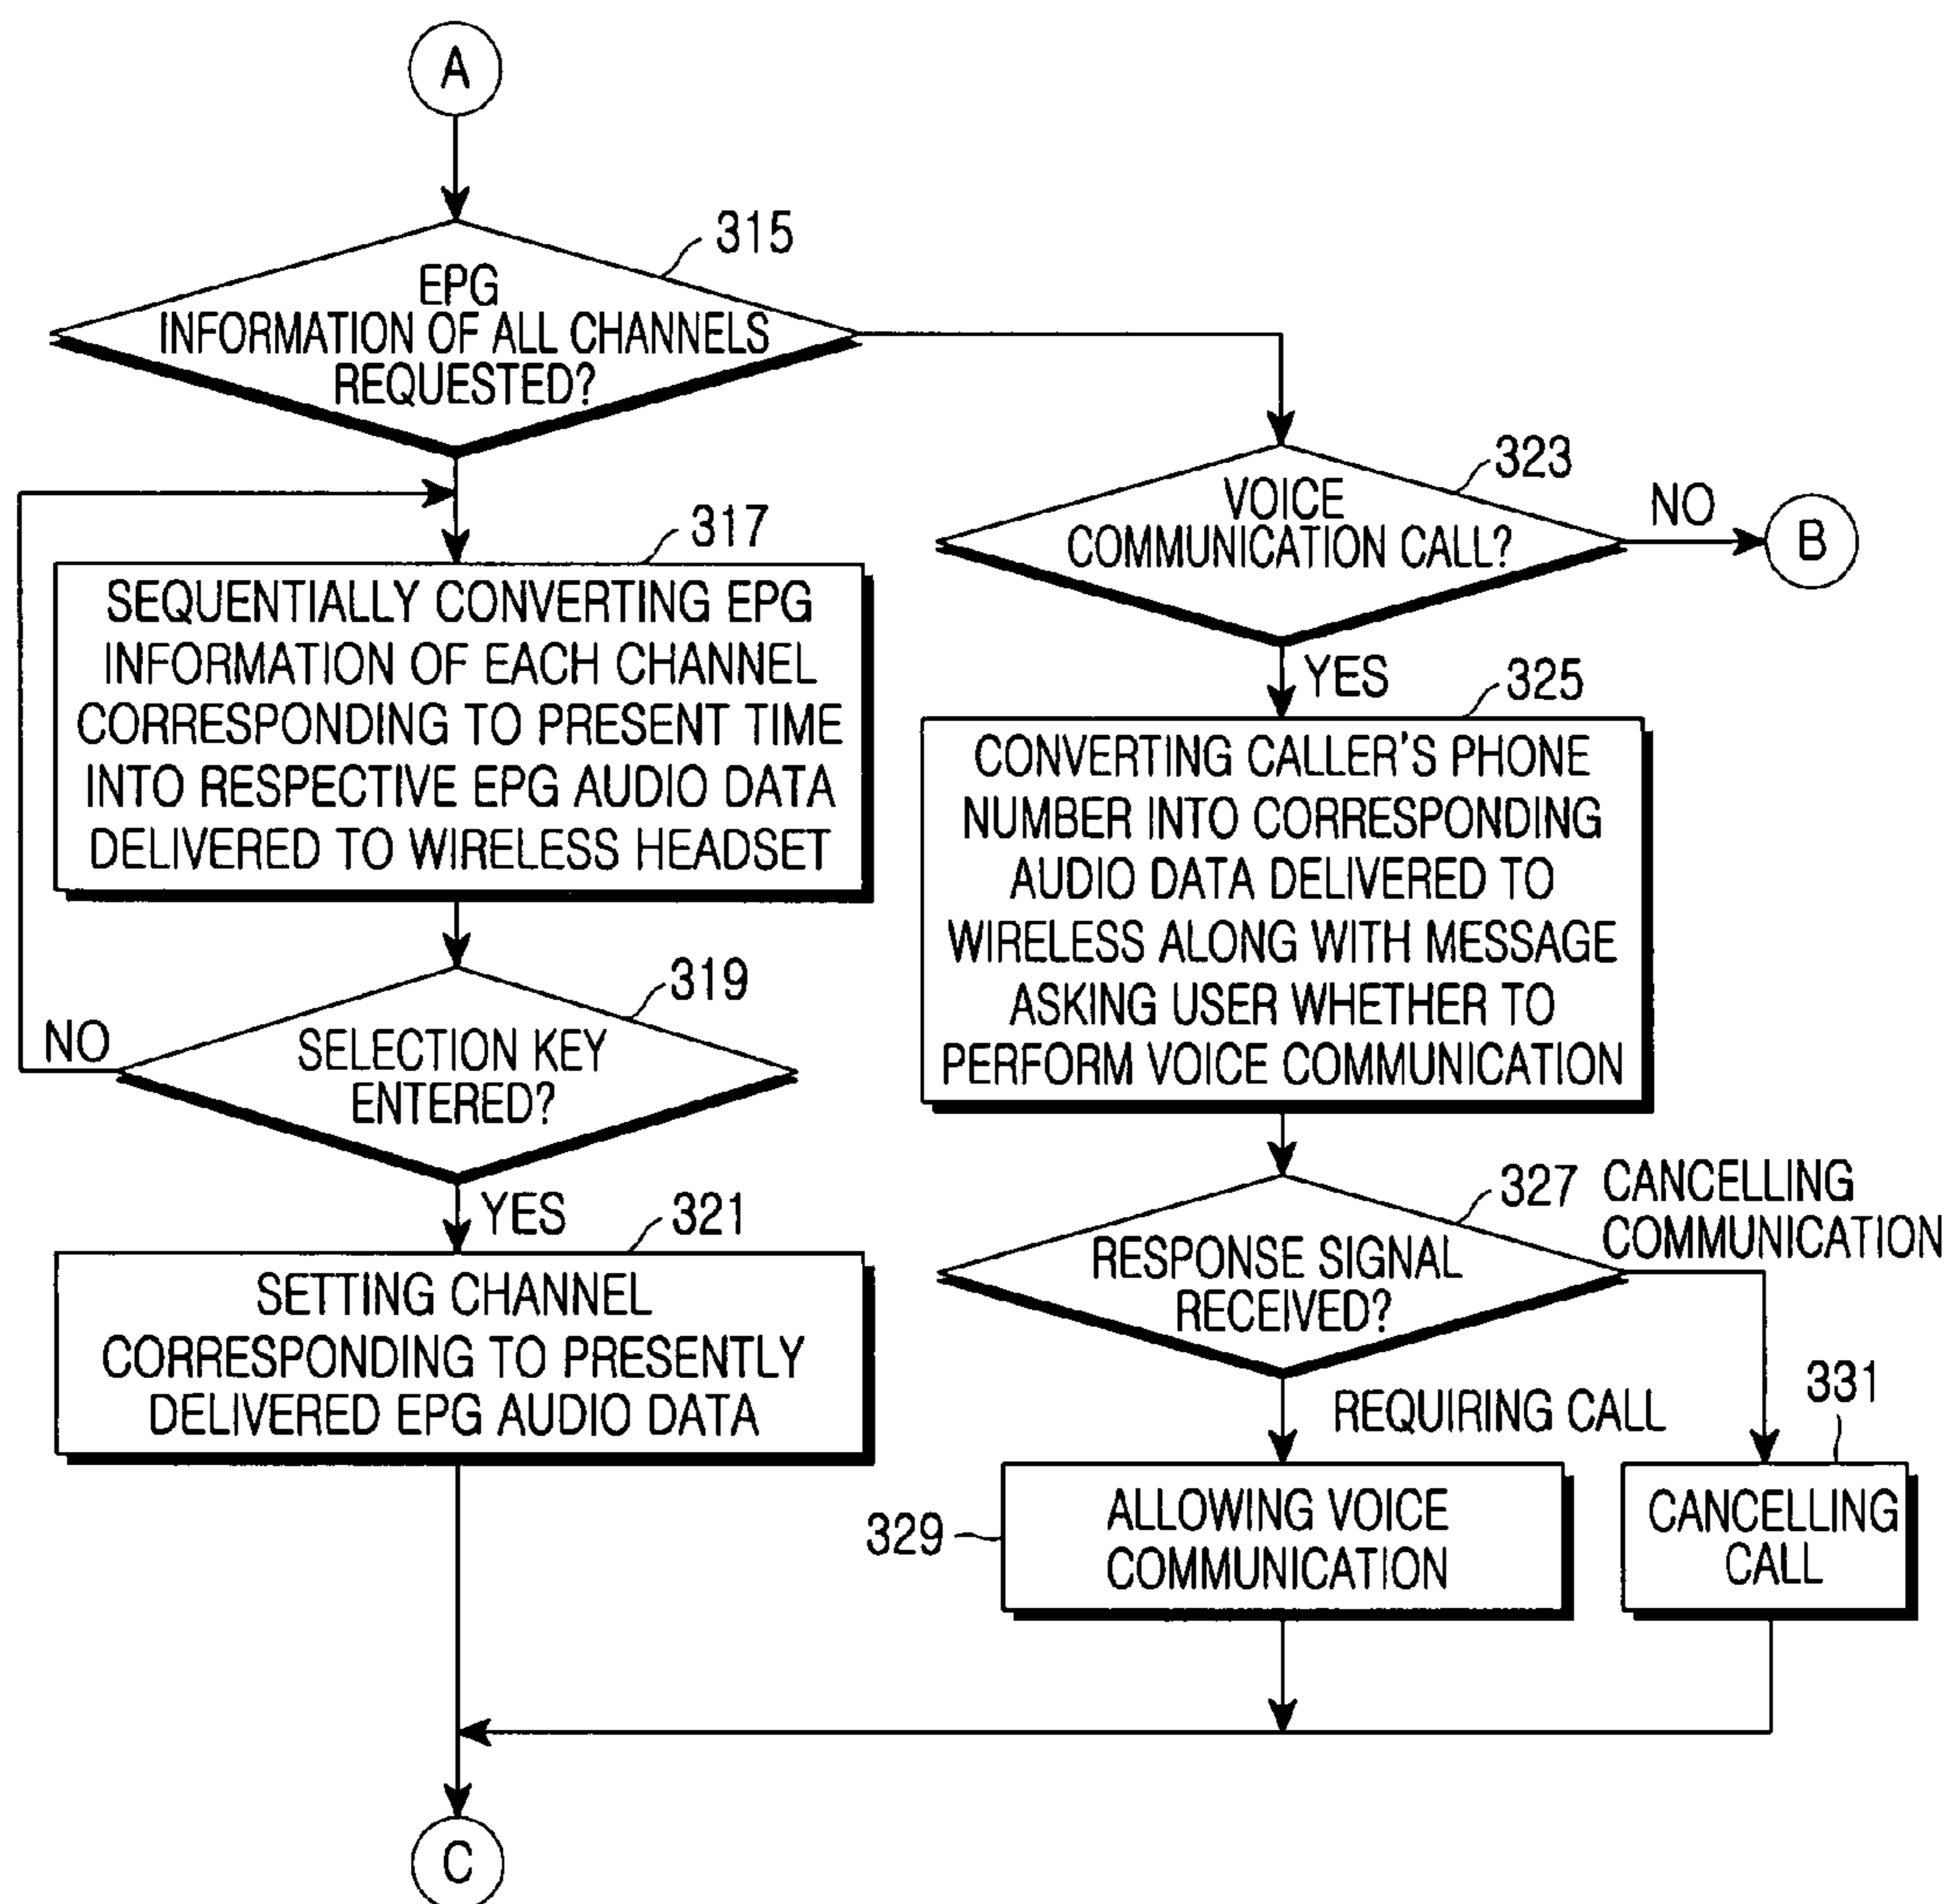 A
315
EPG
INFORMATION OF ALL CHANNELS
REQUESTED?
317
SEQUENTIALLY CONVERTING EPG
INFORMATION OF EACH CHANNEL
CORRESPONDING TO PRESENT TIME
INTO RESPECTIVE EPG AUDIO DATA
DELIVERED TO WIRELESS HEADSET
319
SELECTION KEY
ENTERED?
NO
YES
321
SETTING CHANNEL
CORRESPONDING TO PRESENTLY
DELIVERED EPG AUDIO DATA
323
VOICE
COMMUNICATION CALL?
NO
B
YES
325
CONVERTING CALLER'S PHONE
NUMBER INTO CORRESPONDING
AUDIO DATA DELIVERED TO
WIRELESS ALONG WITH MESSAGE
ASKING USER WHETHER TO
PERFORM VOICE COMMUNICATION
327
CANCELLING
COMMUNICATION
RESPONSE SIGNAL
RECEIVED?
REQUIRING CALL
331
329
ALLOWING VOICE
COMMUNICATION
CANCELLING
CALL
C